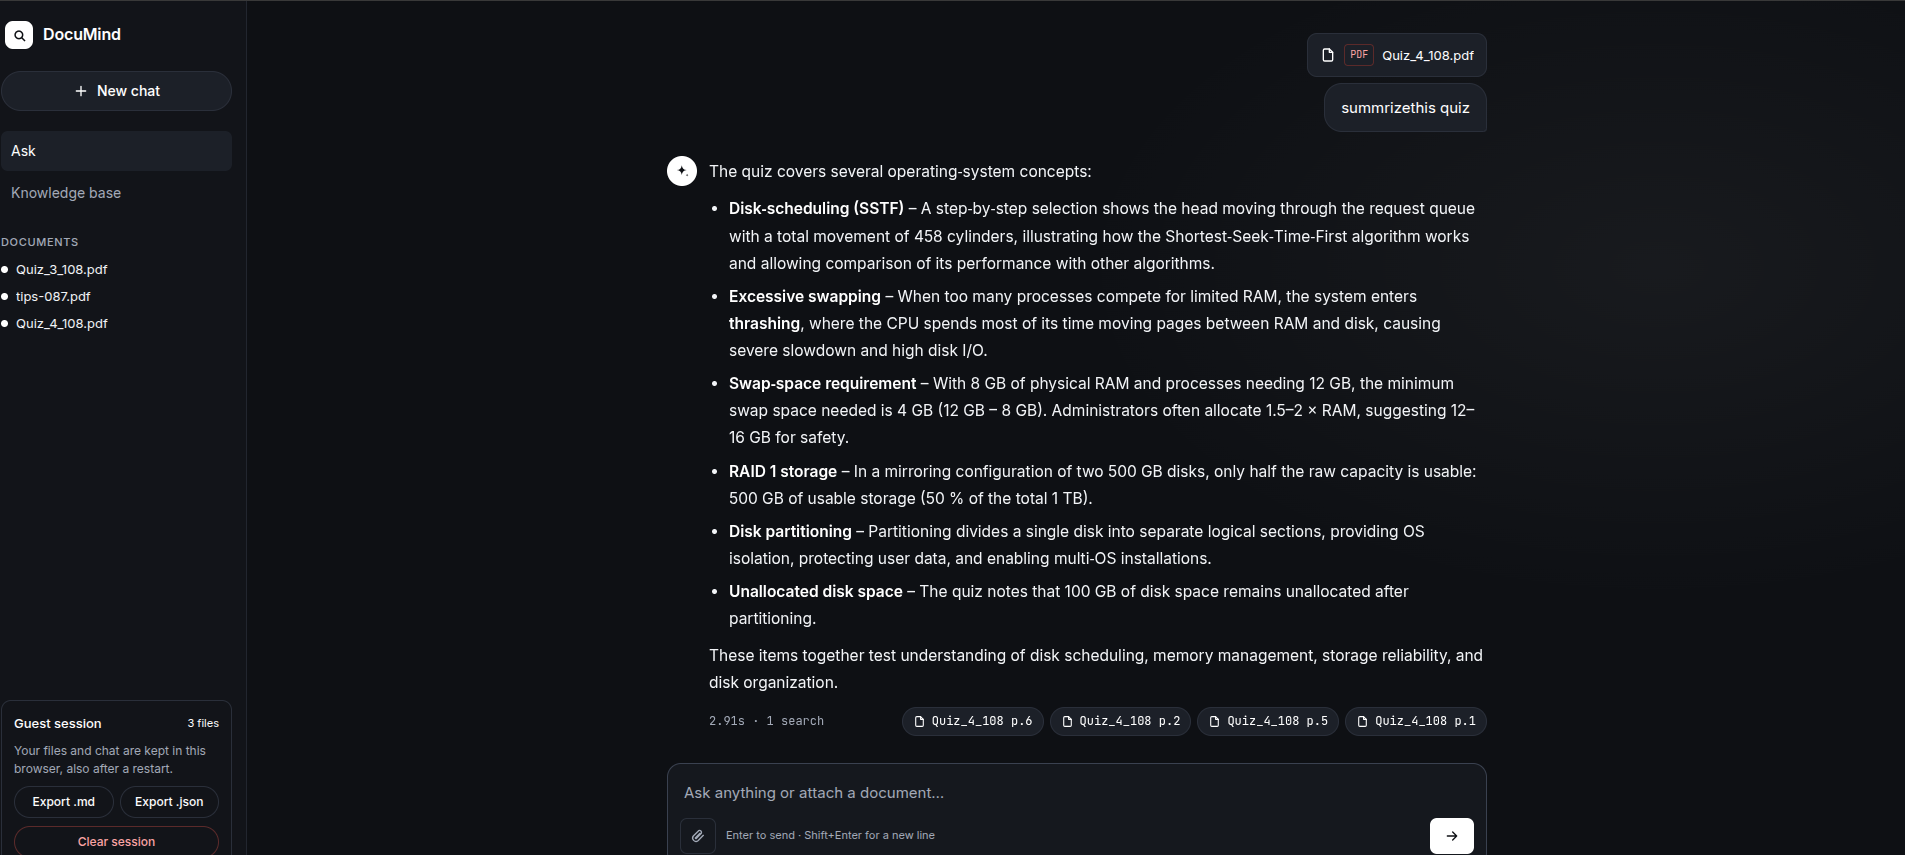 DocuMind
New chat
Ask
Knowledge base
DOCUMENTS
Quiz_3_108.pdf
tips-087.pdf
Quiz_4_108.pdf
Guest session 3 files
Your files and chat are kept in this
browser, also after a restart.
Export .md Export .json
Clear session
PDF Quiz_4_108.pdf
summrizethis quiz
The quiz covers several operating-system concepts:
• Disk-scheduling (SSTF) – A step-by-step selection shows the head moving through the request queue
with a total movement of 458 cylinders, illustrating how the Shortest-Seek-Time-First algorithm works
and allowing comparison of its performance with other algorithms.
• Excessive swapping – When too many processes compete for limited RAM, the system enters
thrashing, where the CPU spends most of its time moving pages between RAM and disk, causing
severe slowdown and high disk I/O.
• Swap-space requirement – With 8 GB of physical RAM and processes needing 12 GB, the minimum
swap space needed is 4 GB (12 GB – 8 GB). Administrators often allocate 1.5–2 × RAM, suggesting 12–
16 GB for safety.
• RAID 1 storage – In a mirroring configuration of two 500 GB disks, only half the raw capacity is usable:
500 GB of usable storage (50 % of the total 1 TB).
• Disk partitioning – Partitioning divides a single disk into separate logical sections, providing OS
isolation, protecting user data, and enabling multi-OS installations.
• Unallocated disk space – The quiz notes that 100 GB of disk space remains unallocated after
partitioning.
These items together test understanding of disk scheduling, memory management, storage reliability, and
disk organization.
2.91s · 1 search Quiz_4_108 p.6 Quiz_4_108 p.2 Quiz_4_108 p.5 Quiz_4_108 p.1
Ask anything or attach a document...
Enter to send · Shift+Enter for a new line